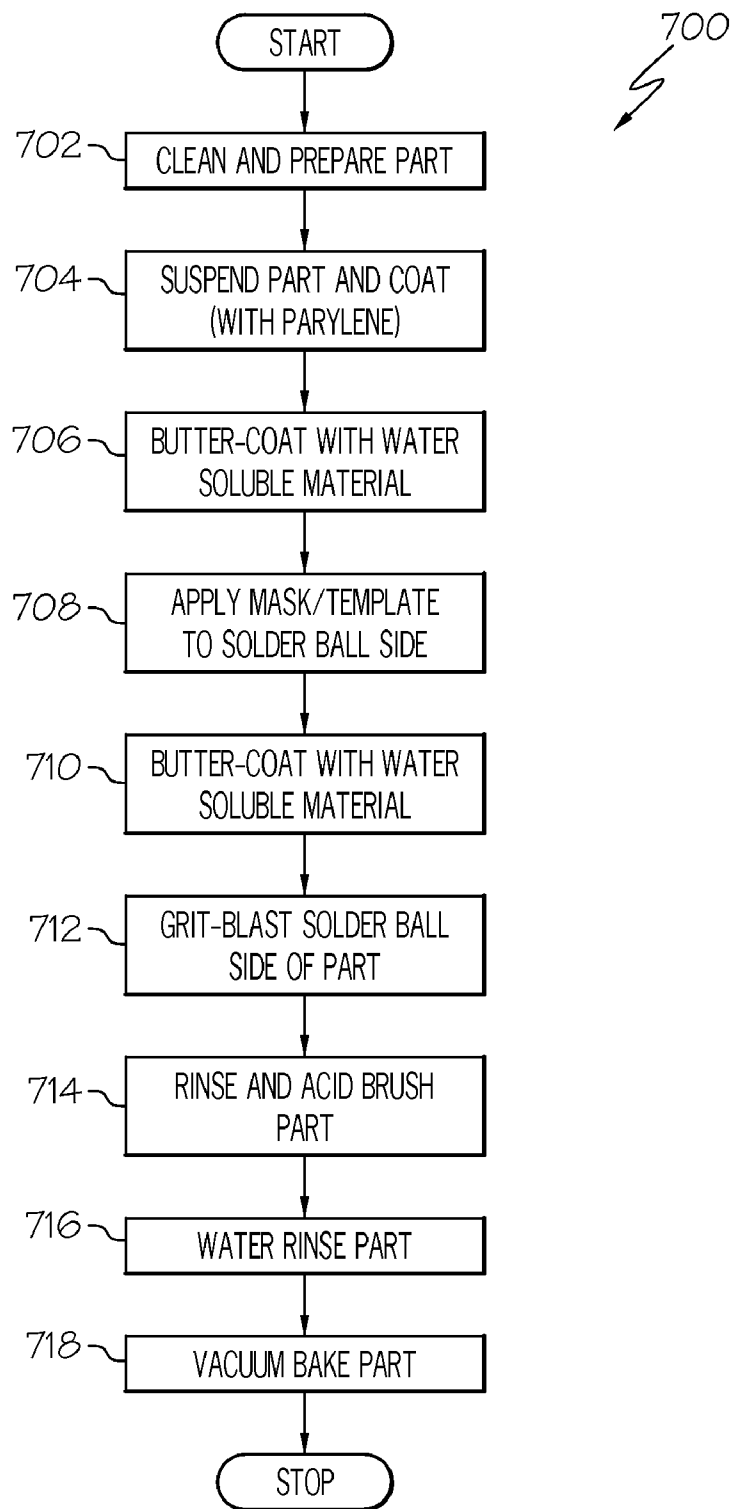 START
700
702
CLEAN AND PREPARE PART
704
SUSPEND PART AND COAT
(WITH PARYLENE)
706
BUTTER-COAT WITH WATER
SOLUBLE MATERIAL
708
APPLY MASK/TEMPLATE
TO SOLDER BALL SIDE
710
BUTTER-COAT WITH WATER
SOLUBLE MATERIAL
712
GRIT-BLAST SOLDER BALL
SIDE OF PART
714
RINSE AND ACID BRUSH
PART
716
WATER RINSE PART
718
VACUUM BAKE PART
STOP